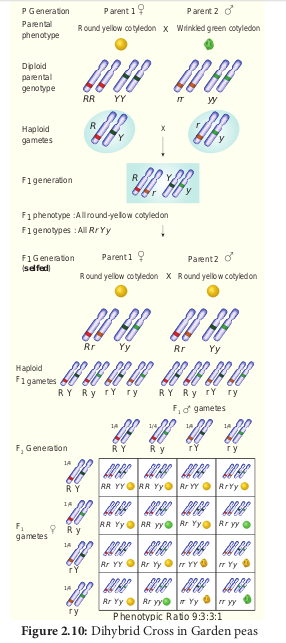 P Generation Parent 1 ♀ Parent 2 ♂
Parental phenotype Round yellow cotyledon X Wrinkled green cotyledon
Diploid parental genotype
RR YY rr yy
Haploid gametes R Y x r y
F1 generation R r Y y
F1 phenotype : All round-yellow cotyledon
F1 genotypes : All Rr Yy
F1 Generation (selfed) Parent 1 ♀ Parent 2 ♂
Round yellow cotyledon X Round yellow cotyledon
Rr Yy Rr Yy
Haploid F1 gametes
R Y R y r Y r y R Y R y r Y r y
F1 ♂ gametes
1/4 1/4 1/4 1/4
R Y R y r Y r y
Generation
1/4
R Y RR YY RR Yy Rr YY Rr Yy
1/4
R y RR Yy RR yy Rr Yy Rr yy
F1 gametes ♀
1/4
r Y Rr YY Rr Yy rr YY rr Yy
1/4
r y Rr Yy Rr yy rr Yy rr yy
Phenotypic Ratio 9:3:3:1
Figure 2.10: Dihybrid Cross in Garden peas